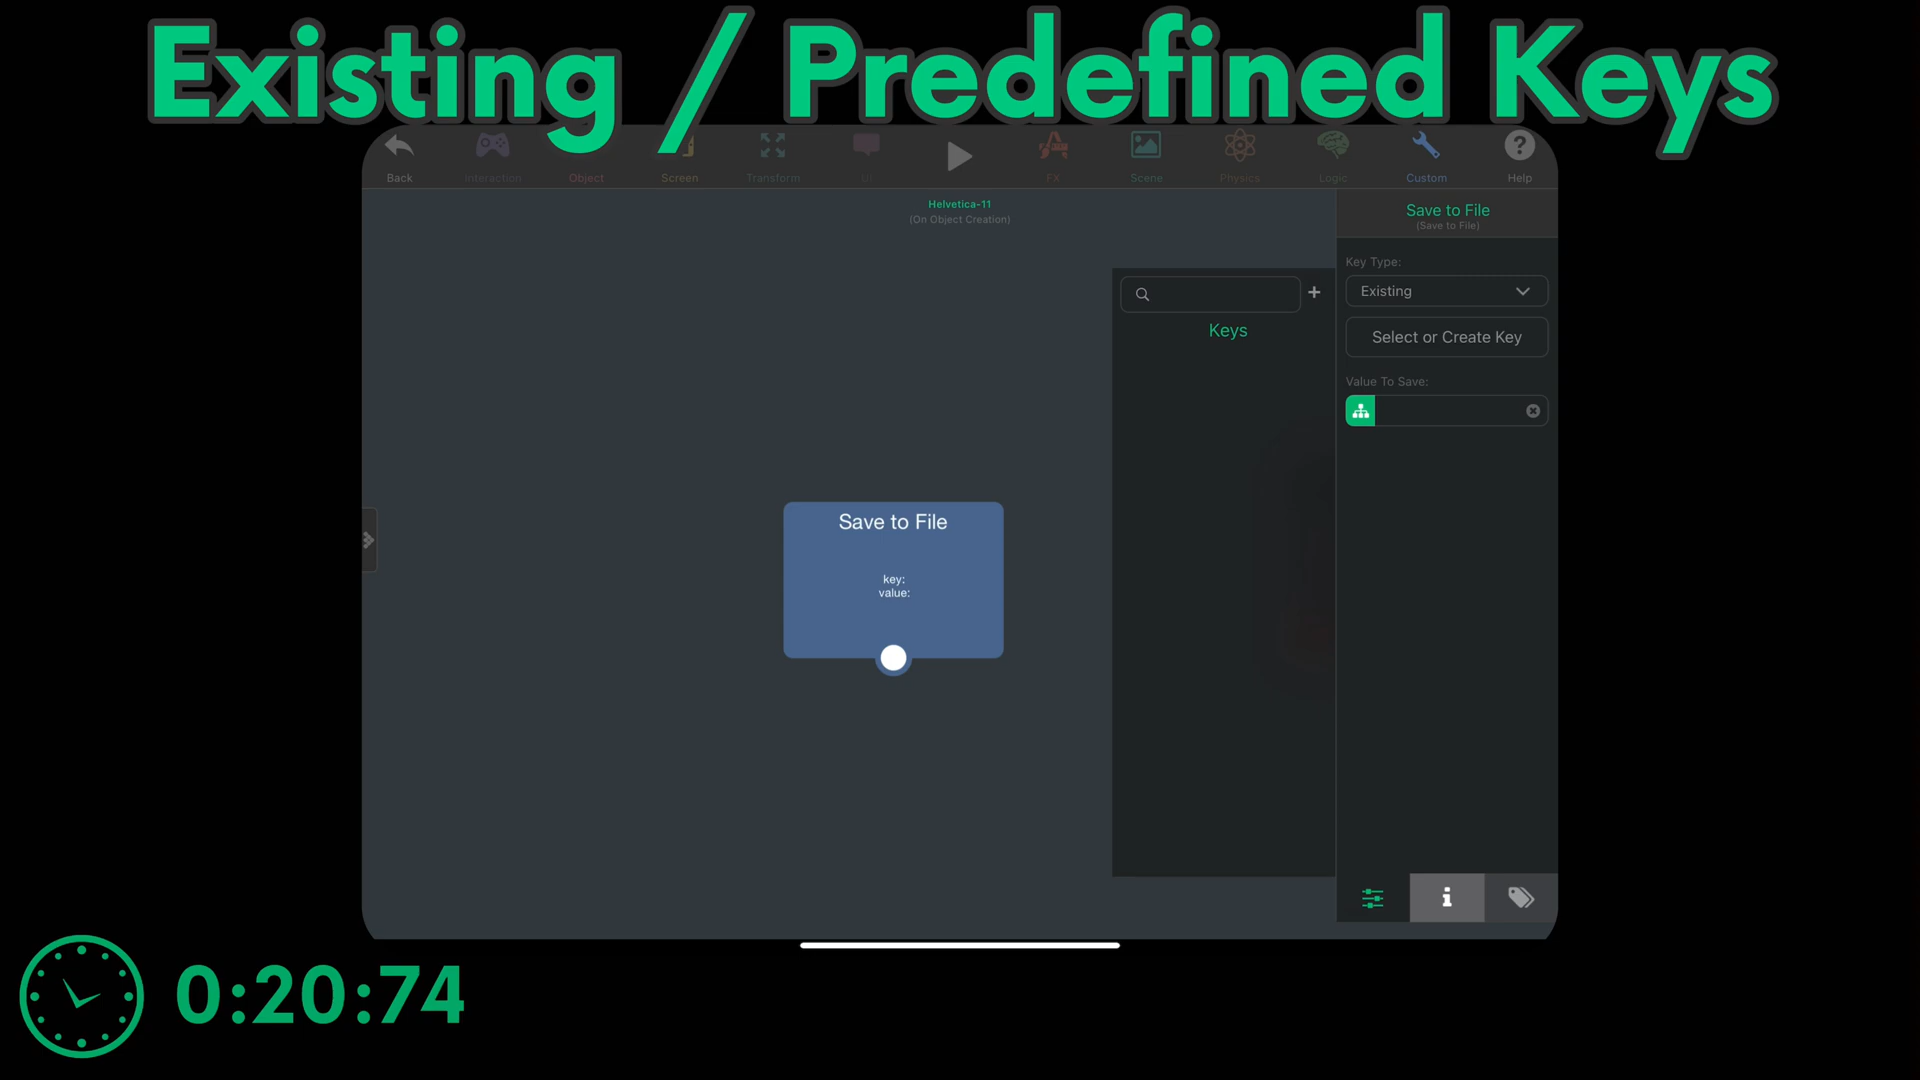 Existing / Predefined Keys
Back
Interaction
Object
Screen
Transform
UI
FX
Scene
Physics
Logic
Custom
Help
Helvetica-11
(On Object Creation)
Save to File
(Save to File)
Key Type:
Existing
Keys
Select or Create Key
Value To Save:
Save to File
key:
value:
0:20:74